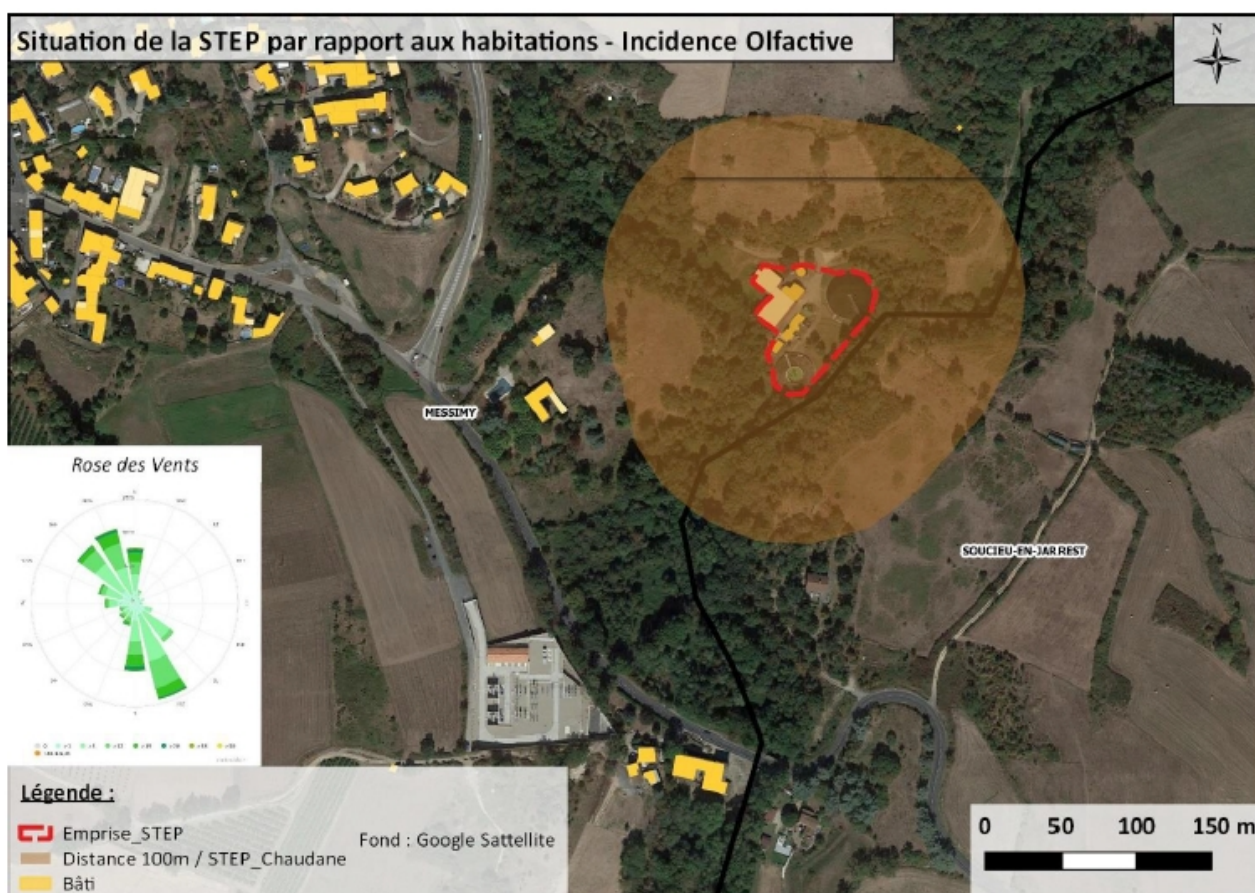 Situation de la STEP par rapport aux habitations - Incidence Olfactive
N
MESSIMY
Rose des Vents
SOUCIEU-EN-JARREST
Légende :
Emprise_STEP
Fond : Google Sattellite
Distance 100m / STEP_Chaudane
Bâti
0 50 100 150 m